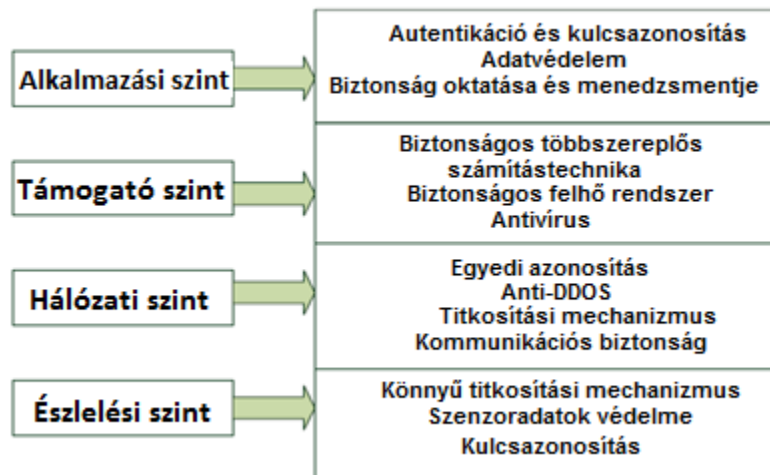 Alkalmazási szint
Autentikáció és kulcsazonosítás
Adatvédelem
Biztonság oktatása és menedzsmentje
Támogató szint
Biztonságos többszereplős
számítástechnika
Biztonságos felhő rendszer
Antivírus
Hálózati szint
Egyedi azonosítás
Anti-DDOS
Titkosítási mechanizmus
Kommunikációs biztonság
Észlelési szint
Könnyű titkosítási mechanizmus
Szenzoradatok védelme
Kulcsazonosítás